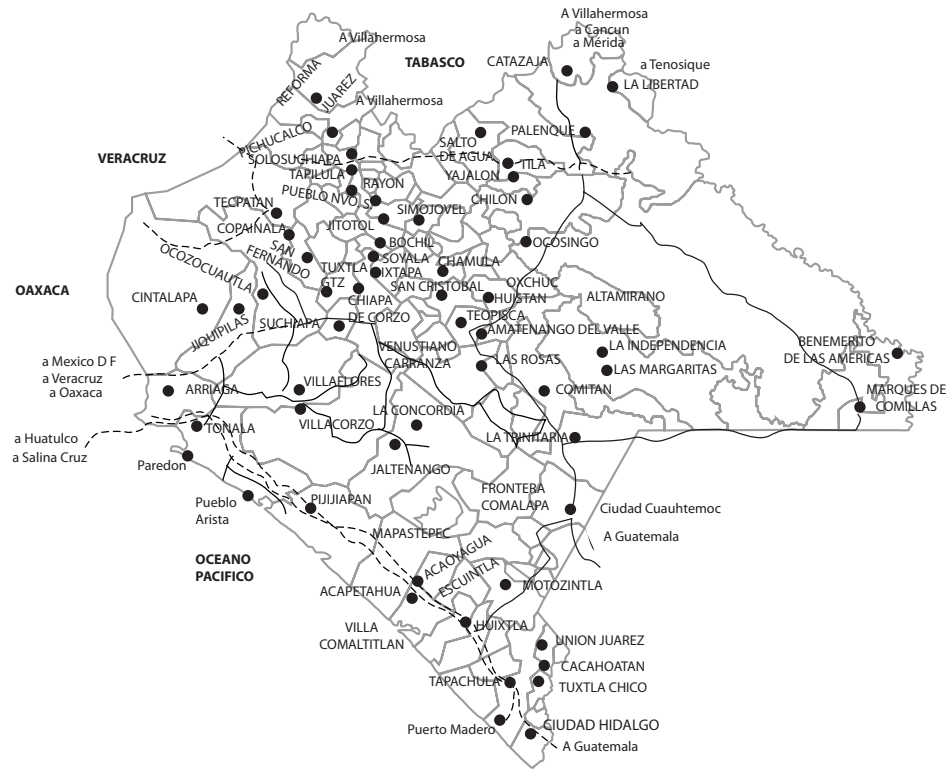 A Villahermosa
a Cancun
a Mérida
A Villahermosa
TABASCO
CATAZAJA
a Tenosique
LA LIBERTAD
REFORMA
JUAREZ
A Villahermosa
PICHUCALCO
SALTO
DE AGUA
PALENQUE
VERACRUZ
SOLOSUCHIAPA
TILA
TAPILULA
YAJALON
RAYON
PUEBLO NVO S.
CHILON
TECPATAN
SIMOJOVEL
COPAINALA
JITOTOL
SAN
FERNANDO
BOCHIL
OCOSINGO
OCOZOCUAUTLA
SOYALA
CHAMULA
TUXTLA
GTZ
IXTAPA
SAN CRISTOBAL
OXCHUC
OAXACA
CINTALAPA
CHIAPA
DE CORZO
HUISTAN
ALTAMIRANO
JIQUIPILAS
SUCHIAPA
TEOPISCA
AMATENANGO DEL VALLE
VENUSTIANO
CARRANZA
LA INDEPENDENCIA
BENEMERITO
DE LAS AMERICAS
a Mexico D F
a Veracruz
a Oaxaca
LAS ROSAS
LAS MARGARITAS
ARRIAGA
VILLAFLORES
COMITAN
MARQUES DE
COMILLAS
LA CONCORDIA
VILLACORZO
TONALA
a Huatulco
a Salina Cruz
LA TRINITARIA
Paredon
JALTENANGO
Pueblo
Arista
PIJIJIAPAN
FRONTERA
COMALAPA
Ciudad Cuauhtemoc
MAPASTEPEC
A Guatemala
OCEANO
PACIFICO
ACAOYAGUA
ESCUINTLA
ACAPETAHUA
MOTOZINTLA
VILLA
COMALTITLAN
HUIXTLA
UNION JUAREZ
CACAHOATAN
TAPACHULA
TUXTLA CHICO
Puerto Madero
CIUDAD HIDALGO
A Guatemala